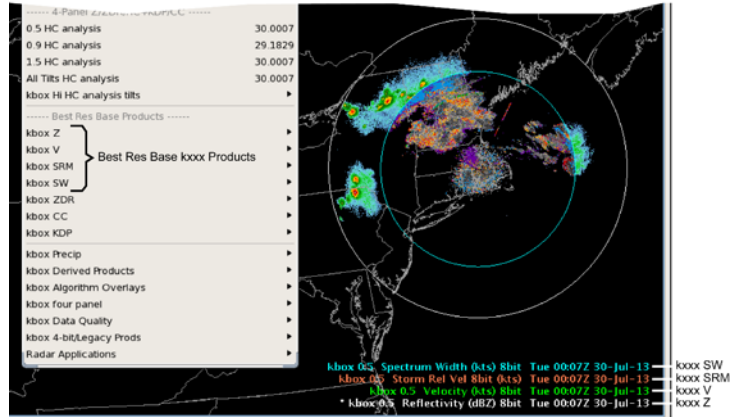 ------ 4-Panel Z/ZDR/HC+KDP/CC ------
0.5 HC analysis 30.0007
0.9 HC analysis 29.1829
1.5 HC analysis 30.0007
All Tilts HC analysis 30.0007
kbox Hi HC analysis tilts
------ Best Res Base Products ------
kbox Z
kbox V
kbox SRM
kbox SW
Best Res Base kxxx Products
kbox ZDR
kbox CC
kbox KDP
kbox Precip
kbox Derived Products
kbox Algorithm Overlays
kbox four panel
kbox Data Quality
kbox 4-bit/Legacy Prods
Radar Applications
kbox 0.5 Spectrum Width (kts) 8bit Tue 00:07Z 30-Jul-13 kxxx SW
kbox 0.5 Storm Rel Vel 8bit (kts) Tue 00:07Z 30-Jul-13 kxxx SRM
kbox 0.5 Velocity (kts) 8bit Tue 00:07Z 30-Jul-13 kxxx V
* kbox 0.5 Reflectivity (dBZ) 8bit Tue 00:07Z 30-Jul-13 kxxx Z